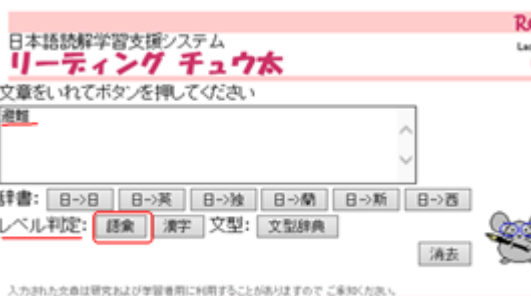 日本語読解学習支援システム
リーディング チュウ太
文章をいれてボタンを押してください
避難
辞書: 日->日 日->英 日->独 日->蘭 日->斯 日->西
レベル判定: 語彙 漢字 文型: 文型辞典
消去
入力された文章は研究および学習者用に利用することがありますので ご承知ください。